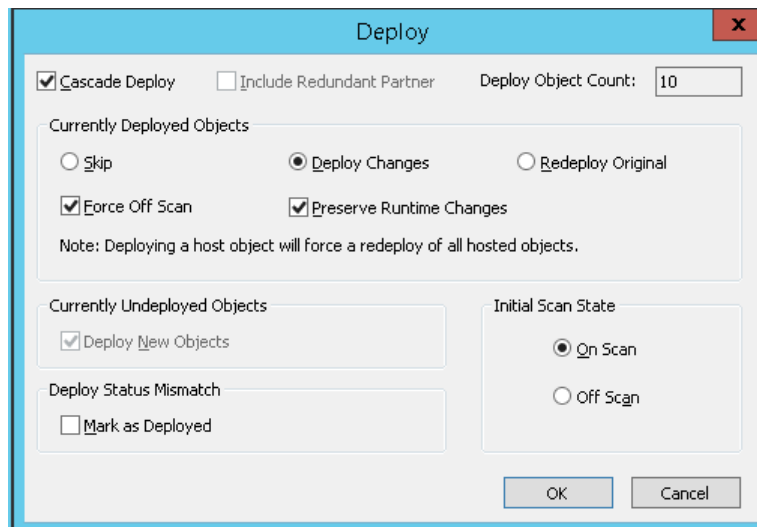 Deploy
x
Cascade Deploy Include Redundant Partner Deploy Object Count: 10
Currently Deployed Objects
Skip Deploy Changes Redeploy Original
Force Off Scan Preserve Runtime Changes
Note: Deploying a host object will force a redeploy of all hosted objects.
Currently Undeployed Objects
Deploy New Objects
Initial Scan State
On Scan
Off Scan
Deploy Status Mismatch
Mark as Deployed
OK Cancel